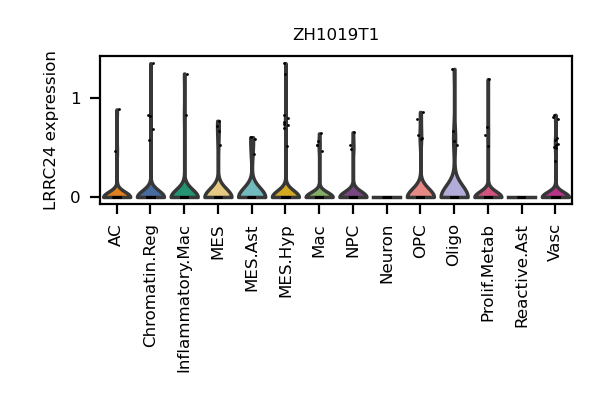 ZH1019T1
LRRC24 expression
1
0
AC
Chromatin.Reg
Inflammatory.Mac
MES
MES.Ast
MES.Hyp
Mac
NPC
Neuron
OPC
Oligo
Prolif.Metab
Reactive.Ast
Vasc